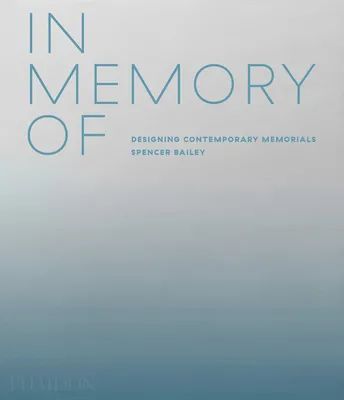 IN
MEMORY
OF
DESIGNING CONTEMPORARY MEMORIALS
SPENCER BAILEY
PHAIDON